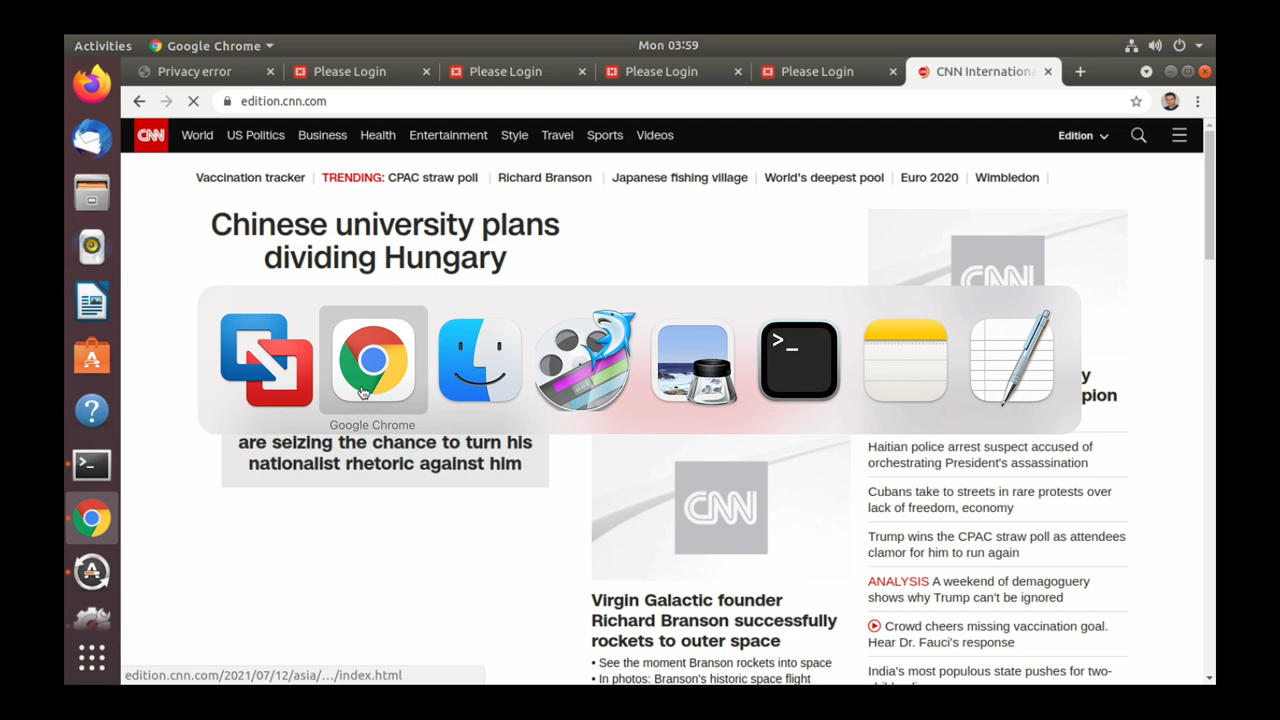 Activities Google Chrome Mon 03:59
Privacy error Please Login Please Login Please Login Please Login CNN Internationa
edition.cnn.com
CNN World US Politics Business Health Entertainment Style Travel Sports Videos Edition
Vaccination tracker TRENDING: CPAC straw poll Richard Branson Japanese fishing village World's deepest pool Euro 2020 Wimbledon
Chinese university plans
dividing Hungary
CNN
>_
Google Chrome
are seizing the chance to turn his
nationalist rhetoric against him
CNN
Virgin Galactic founder
Richard Branson successfully
rockets to outer space
• See the moment Branson rockets into space
• In photos: Branson's historic space flight
y
pion
Haitian police arrest suspect accused of
orchestrating President's assassination
Cubans take to streets in rare protests over
lack of freedom, economy
Trump wins the CPAC straw poll as attendees
clamor for him to run again
ANALYSIS A weekend of demagoguery
shows why Trump can't be ignored
Crowd cheers missing vaccination goal.
Hear Dr. Fauci's response
India's most populous state pushes for two-
edition.cnn.com/2021/07/12/asia/…/index.html